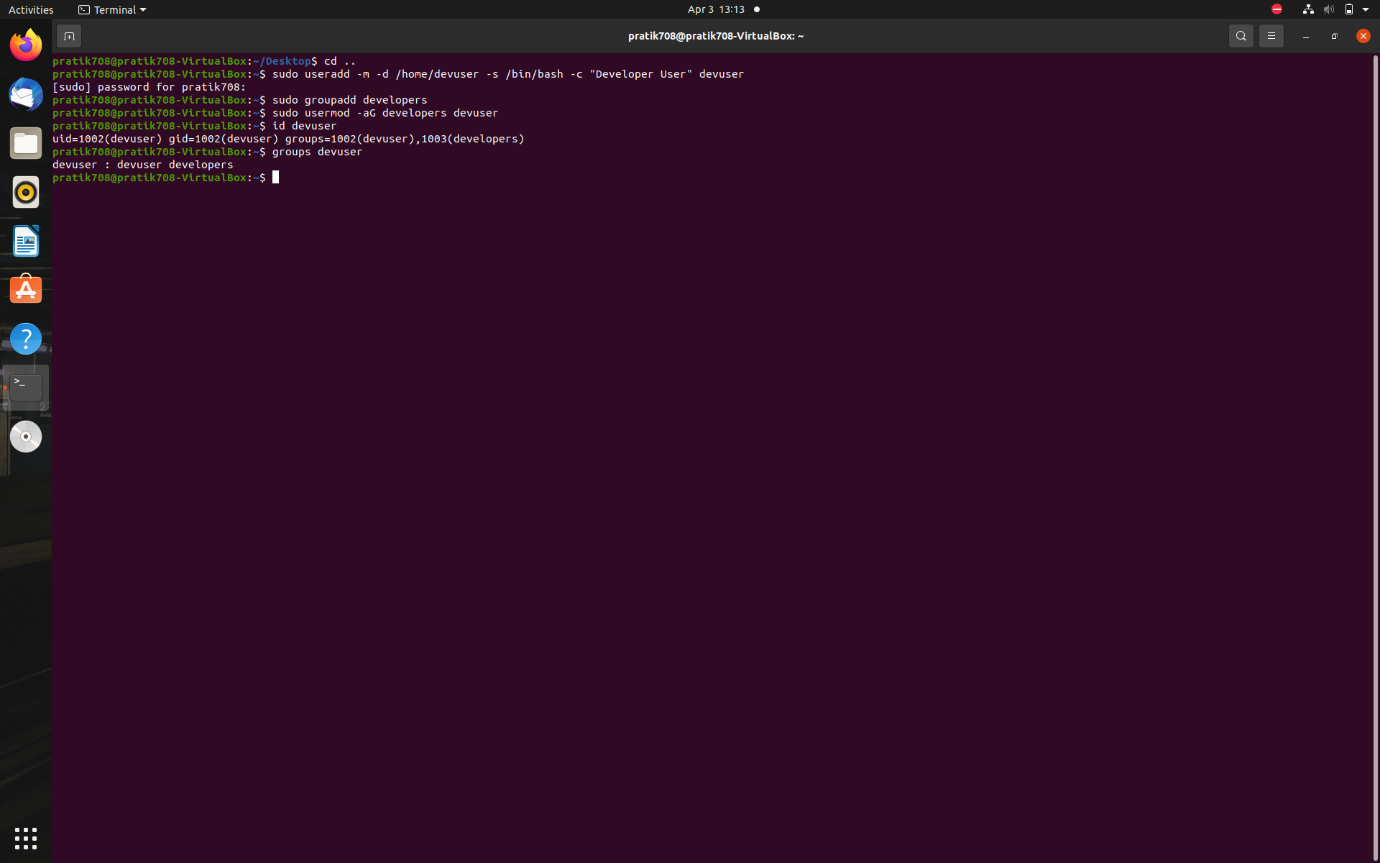 Activities
Terminal
Apr 3 13:13
pratik708@pratik708-VirtualBox: ~
pratik708@pratik708-VirtualBox:~/Desktop$ cd ..
pratik708@pratik708-VirtualBox:~$ sudo useradd -m -d /home/devuser -s /bin/bash -c "Developer User" devuser
[sudo] password for pratik708:
pratik708@pratik708-VirtualBox:~$ sudo groupadd developers
pratik708@pratik708-VirtualBox:~$ sudo usermod -aG developers devuser
pratik708@pratik708-VirtualBox:~$ id devuser
uid=1002(devuser) gid=1002(devuser) groups=1002(devuser),1003(developers)
pratik708@pratik708-VirtualBox:~$ groups devuser
devuser : devuser developers
pratik708@pratik708-VirtualBox:~$